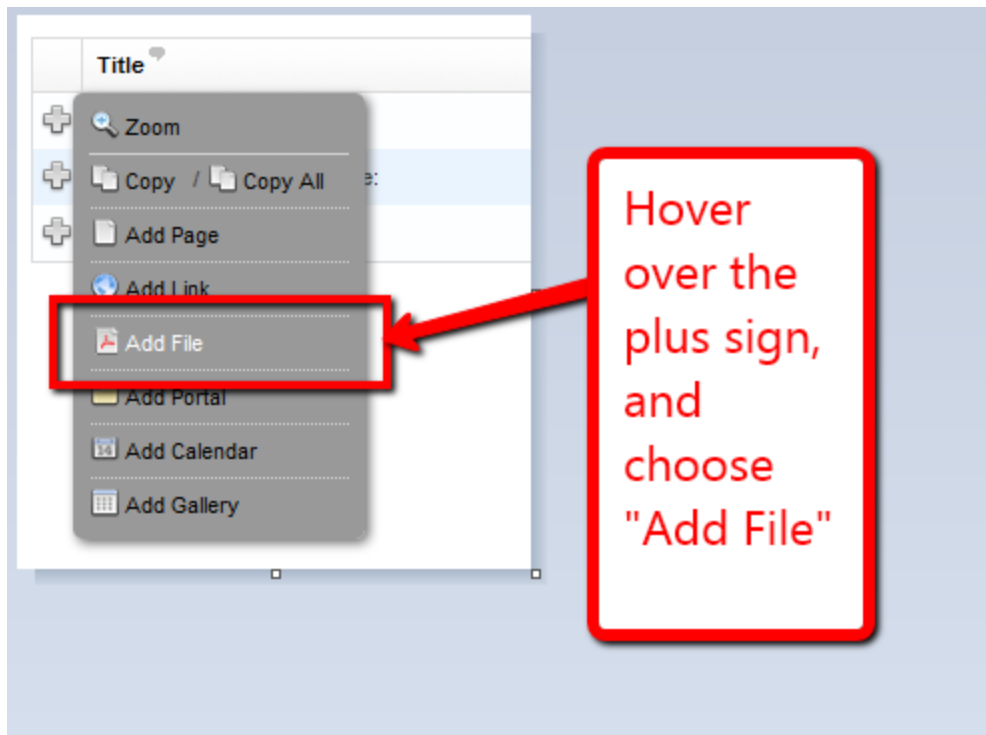 Title
Zoom
Copy / Copy All
e:
Add Page
Add Link
Add File
Add Portal
Add Calendar
Add Gallery
Hover
over the
plus sign,
and
choose
"Add File"